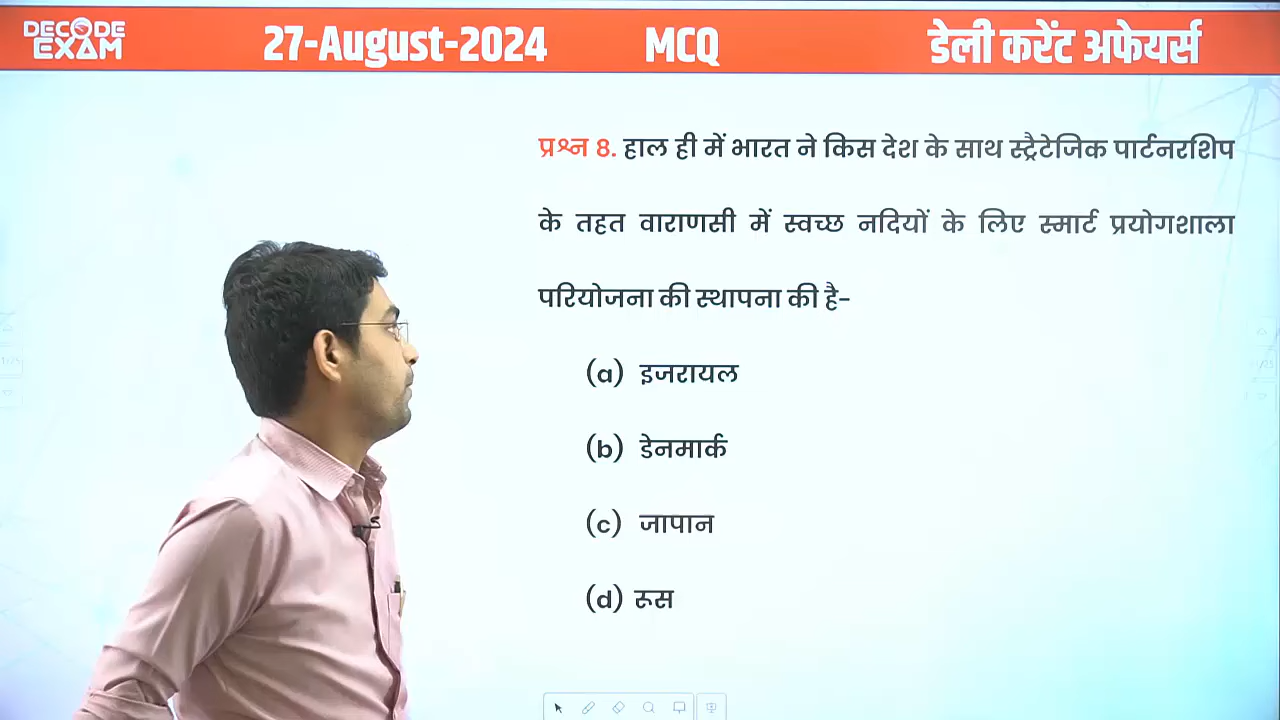 DECODE EXAM
27-August-2024 MCQ डेली करेंट अफेयर्स
प्रश्न 8. हाल ही में भारत ने किस देश के साथ स्ट्रैटेजिक पार्टनरशिप
के तहत वाराणसी में स्वच्छ नदियों के लिए स्मार्ट प्रयोगशाला
परियोजना की स्थापना की है-
(a) इजरायल
(b) डेनमार्क
(c) जापान
(d) रूस